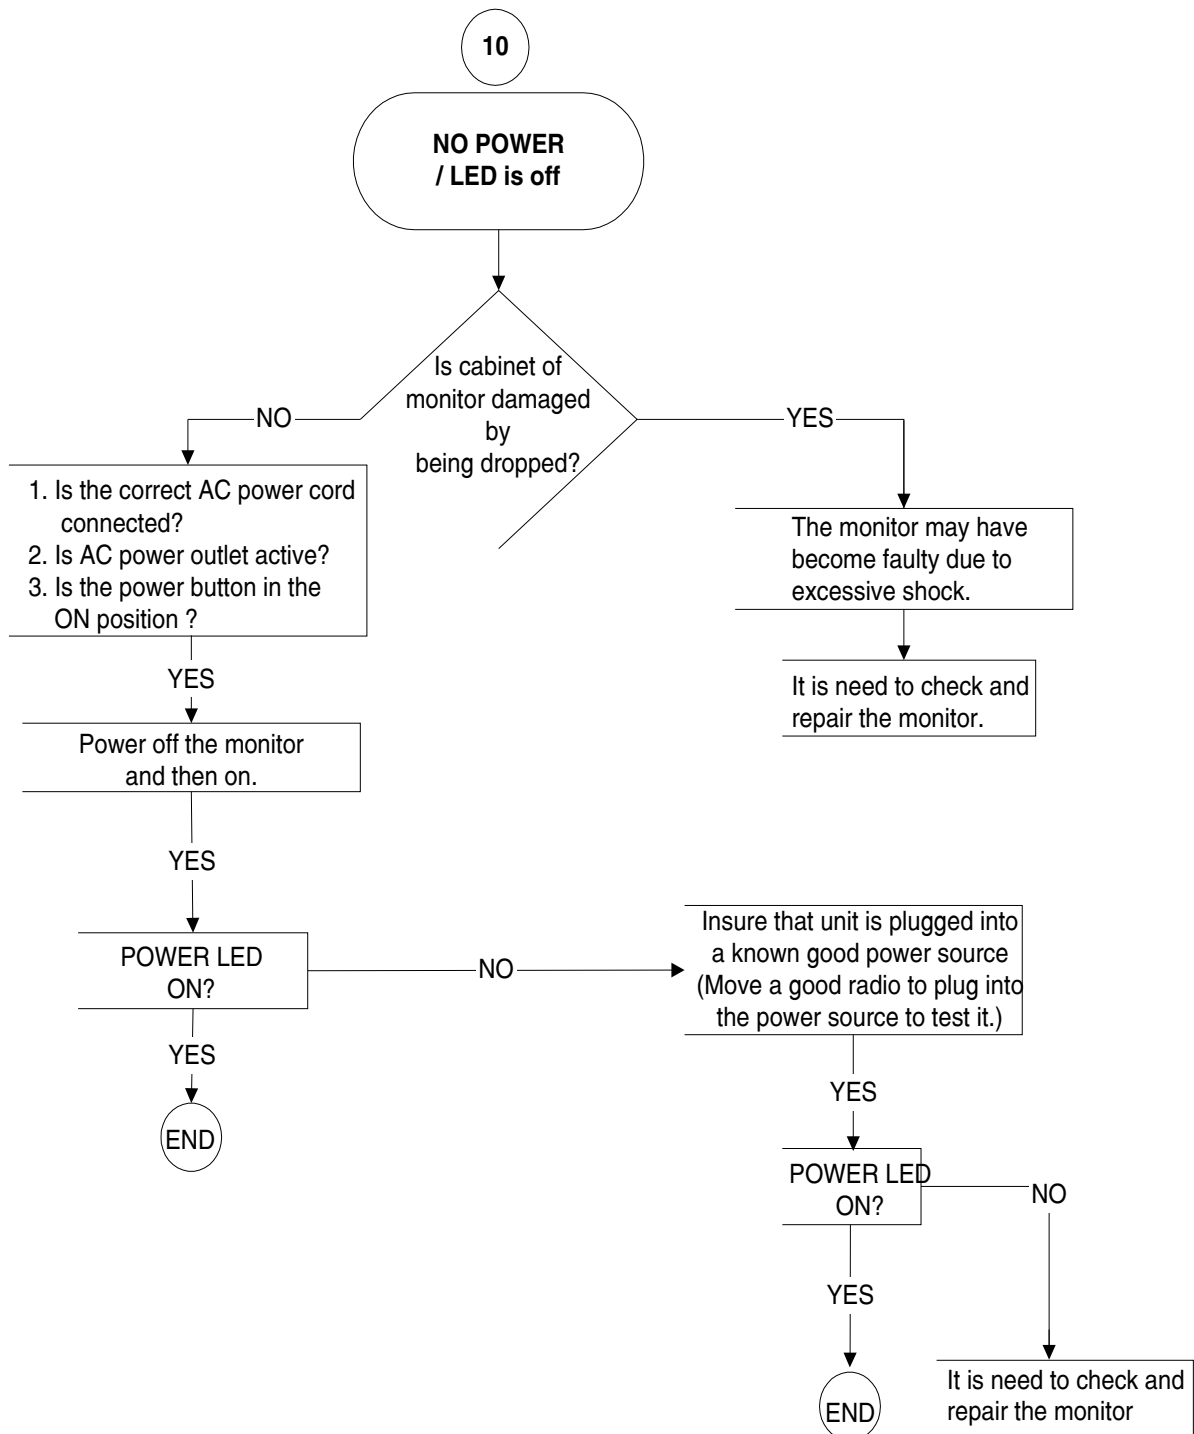 10
NO POWER
/ LED is off
Is cabinet of
monitor damaged
by
being dropped?
NO
YES
1. Is the correct AC power cord
connected?
2. Is AC power outlet active?
3. Is the power button in the
ON position ?
The monitor may have
become faulty due to
excessive shock.
YES
It is need to check and
repair the monitor.
Power off the monitor
and then on.
YES
POWER LED
ON?
NO
Insure that unit is plugged into
a known good power source
(Move a good radio to plug into
the power source to test it.)
YES
END
YES
POWER LED
ON?
NO
YES
END
It is need to check and
repair the monitor